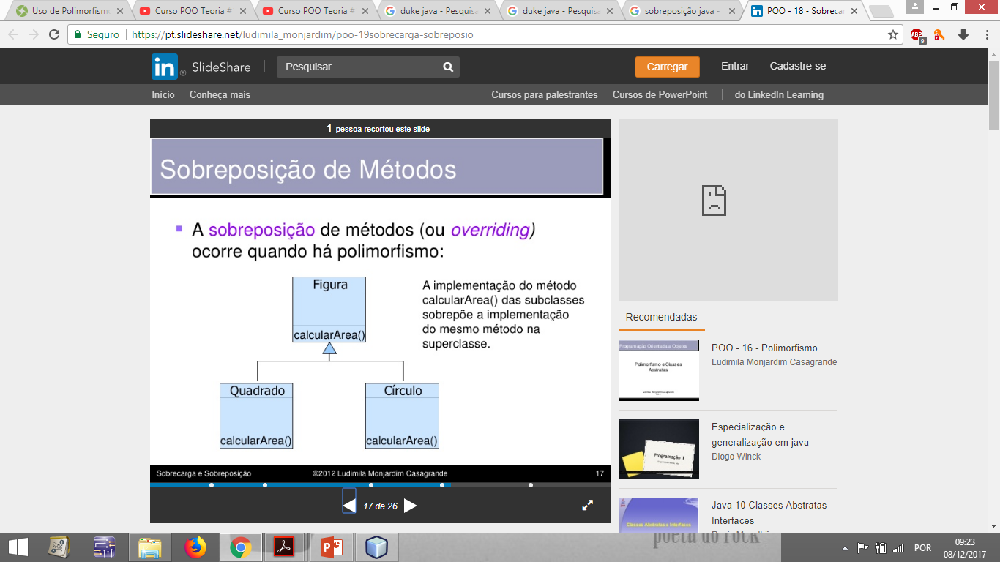 Uso de Polimorfismo
Curso POO Teoria #
Curso POO Teoria #
duke java - Pesquisa
duke java - Pesquisa
sobreposição java -
POO - 18 - Sobrecar
Seguro
https://pt.slideshare.net/ludimila_monjardim/poo-19sobrecarga-sobreposio
ABP
9
in
SlideShare
Pesquisar
Carregar
Entrar
Cadastre-se
Início
Conheça mais
Cursos para palestrantes
Cursos de PowerPoint
do LinkedIn Learning
1 pessoa recortou este slide
Sobreposição de Métodos
A sobreposição de métodos (ou overriding)
ocorre quando há polimorfismo:
Figura
calcularArea()
A implementação do método
calcularArea() das subclasses
sobrepõe a implementação
do mesmo método na
superclasse.
Quadrado
calcularArea()
Círculo
calcularArea()
Sobrecarga e Sobreposição
©2012 Ludimila Monjardim Casagrande
17
17 de 26
Recomendadas
Programação Orientada a Objetos
Polimorfismo e Classes
Abstratas
POO - 16 - Polimorfismo
Ludimila Monjardim Casagrande
Programação II
Especialização e
generalização em java
Diogo Winck
Classes Abstratas e Interfaces
Java 10 Classes Abstratas
Interfaces
poeta do rock
POR
09:23
08/12/2017